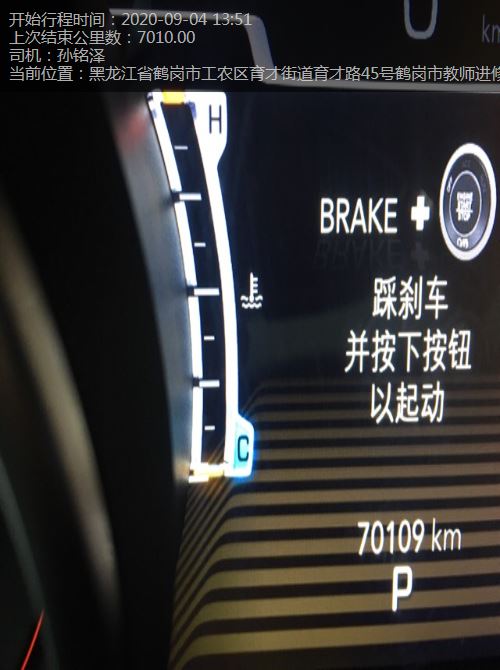 开始行程时间：2020-09-04 13:51
上次结束公里数：7010.00
司机：孙铭泽
当前位置：黑龙江省鹤岗市工农区育才街道育才路45号鹤岗市教师进修
km
H
BRAKE +
踩刹车
并按下按钮
以起动
C
70109 km
P